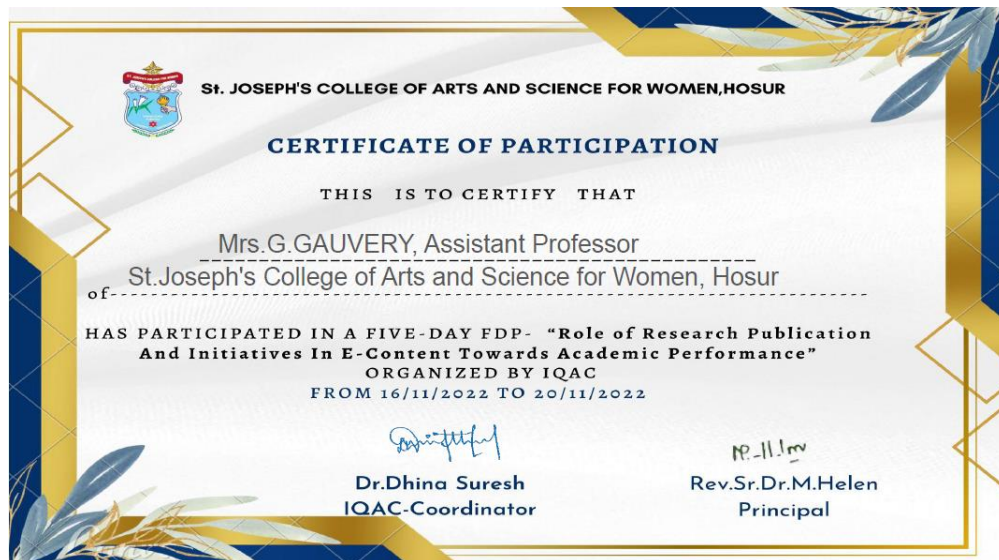 St. JOSEPH'S COLLEGE OF ARTS AND SCIENCE FOR WOMEN,HOSUR
CERTIFICATE OF PARTICIPATION
THIS IS TO CERTIFY THAT
Mrs.G.GAUVERY, Assistant Professor
of St.Joseph's College of Arts and Science for Women, Hosur
HAS PARTICIPATED IN A FIVE-DAY FDP- “Role of Research Publication
And Initiatives In E-Content Towards Academic Performance”
ORGANIZED BY IQAC
FROM 16/11/2022 TO 20/11/2022
Dr.Dhina Suresh
IQAC-Coordinator
Rev.Sr.Dr.M.Helen
Principal